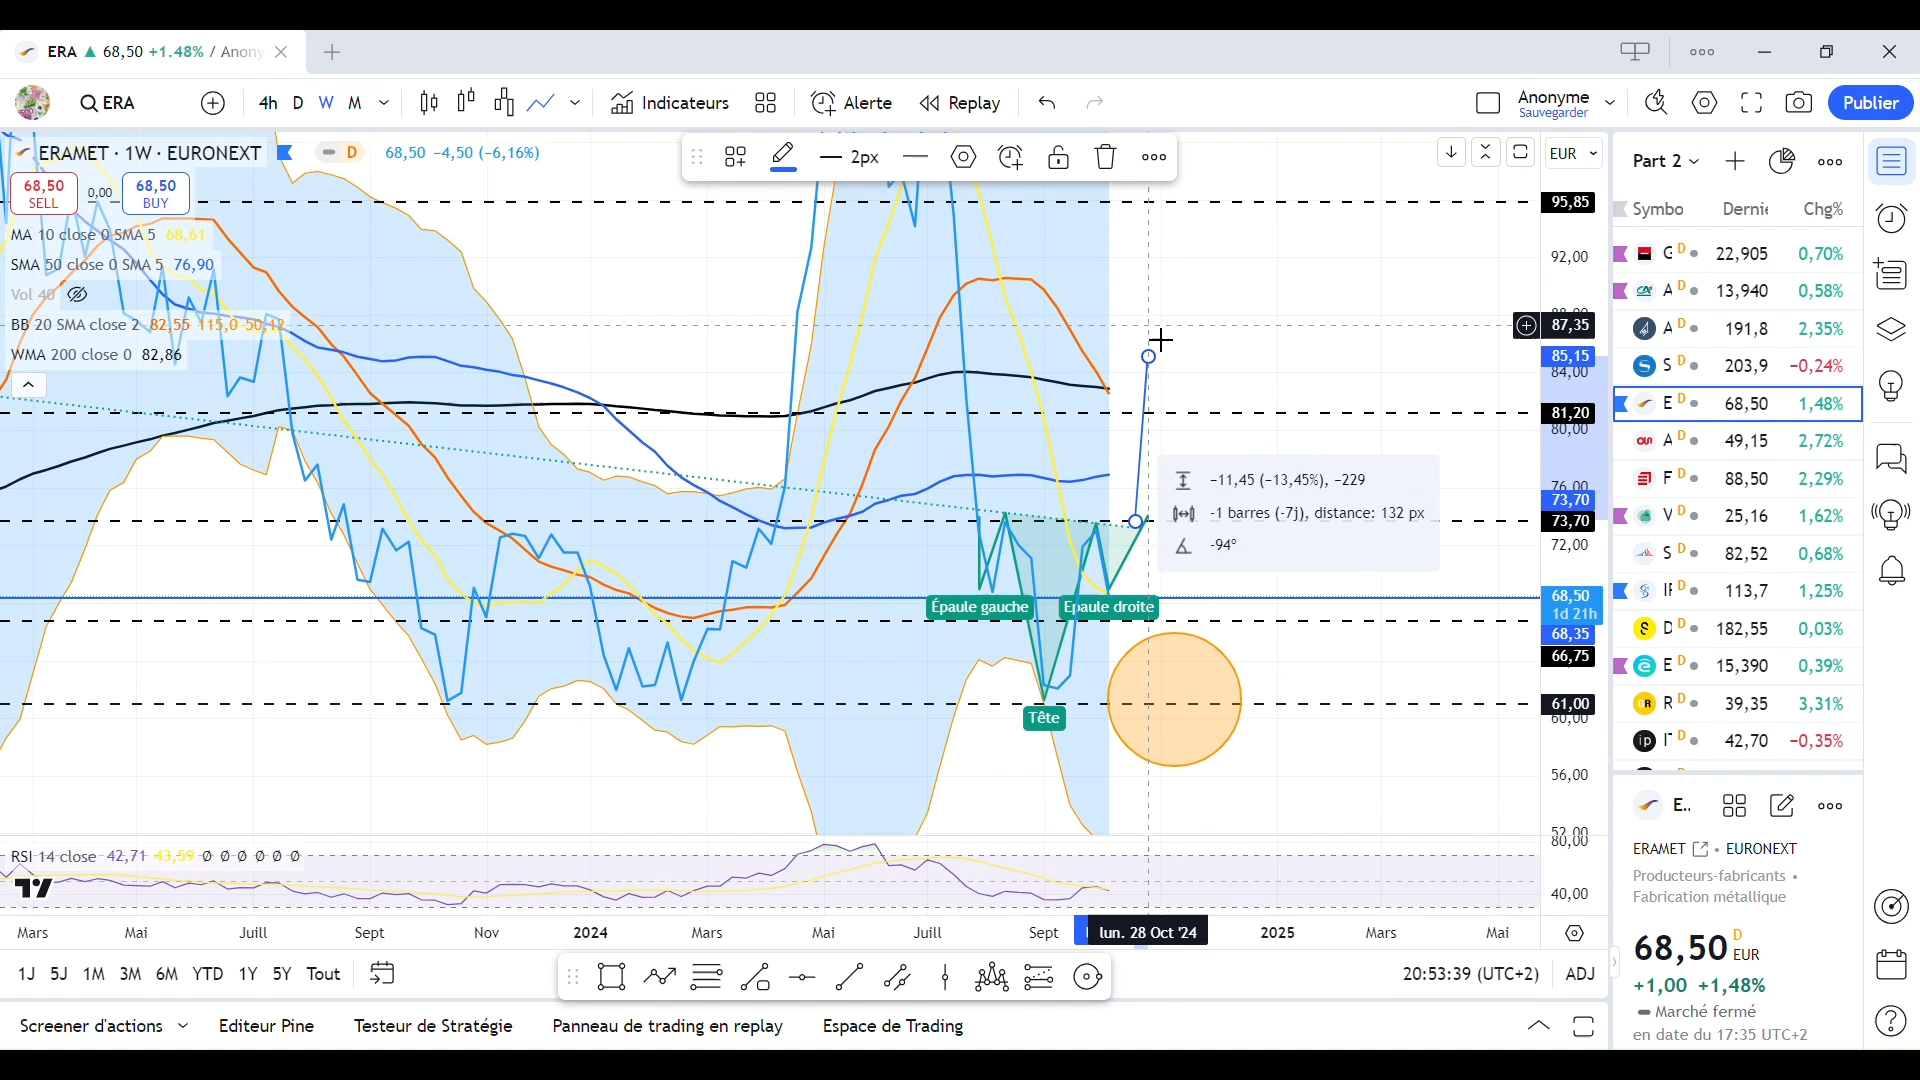 ERA ▲ 68,50 +1.48% / Anony
ERA
4h D W M
Indicateurs
Alerte
Replay
Anonyme
Sauvegarder
Publier
ERAMET · 1W · EURONEXT
D
68,50 −4,50 (−6,16%)
68,50
SELL
0,00
68,50
BUY
MA 10 close 0 SMA 5 68,61
SMA 50 close 0 SMA 5 76,90
Vol 40
BB 20 SMA close 2 82,55 115,0 50,12
WMA 200 close 0 82,86
2px
EUR
95,85
92,00
88,00
87,35
85,15
84,00
81,20
80,00
76,00
73,70
73,70
72,00
68,50
1d 21h
68,35
66,75
61,00
60,00
56,00
52,00
−11,45 (−13,45%), −229
-1 barres (-7j), distance: 132 px
-94°
Épaule gauche
Epaule droite
Tête
RSI 14 close 42,71 43,59 Ø Ø Ø Ø Ø Ø
80,00
40,00
Mars Mai Juill Sept Nov 2024 Mars Mai Juill Sept lun. 28 Oct '24 2025 Mars Mai
1J 5J 1M 3M 6M YTD 1Y 5Y Tout
20:53:39 (UTC+2) ADJ
Screener d'actions
Editeur Pine
Testeur de Stratégie
Panneau de trading en replay
Espace de Trading
Part 2
Symbo Dernie Chg%
G D 22,905 0,70%
A D 13,940 0,58%
A D 191,8 2,35%
S D 203,9 −0,24%
E D 68,50 1,48%
A D 49,15 2,72%
F D 88,50 2,29%
V D 25,16 1,62%
S D 82,52 0,68%
D 113,7 1,25%
D D 182,55 0,03%
E D 15,390 0,39%
R D 39,35 3,31%
D 42,70 −0,35%
E..
ERAMET • EURONEXT
Producteurs-fabricants •
Fabrication métallique
68,50 D EUR
+1,00 +1,48%
Marché fermé
en date du 17:35 UTC+2